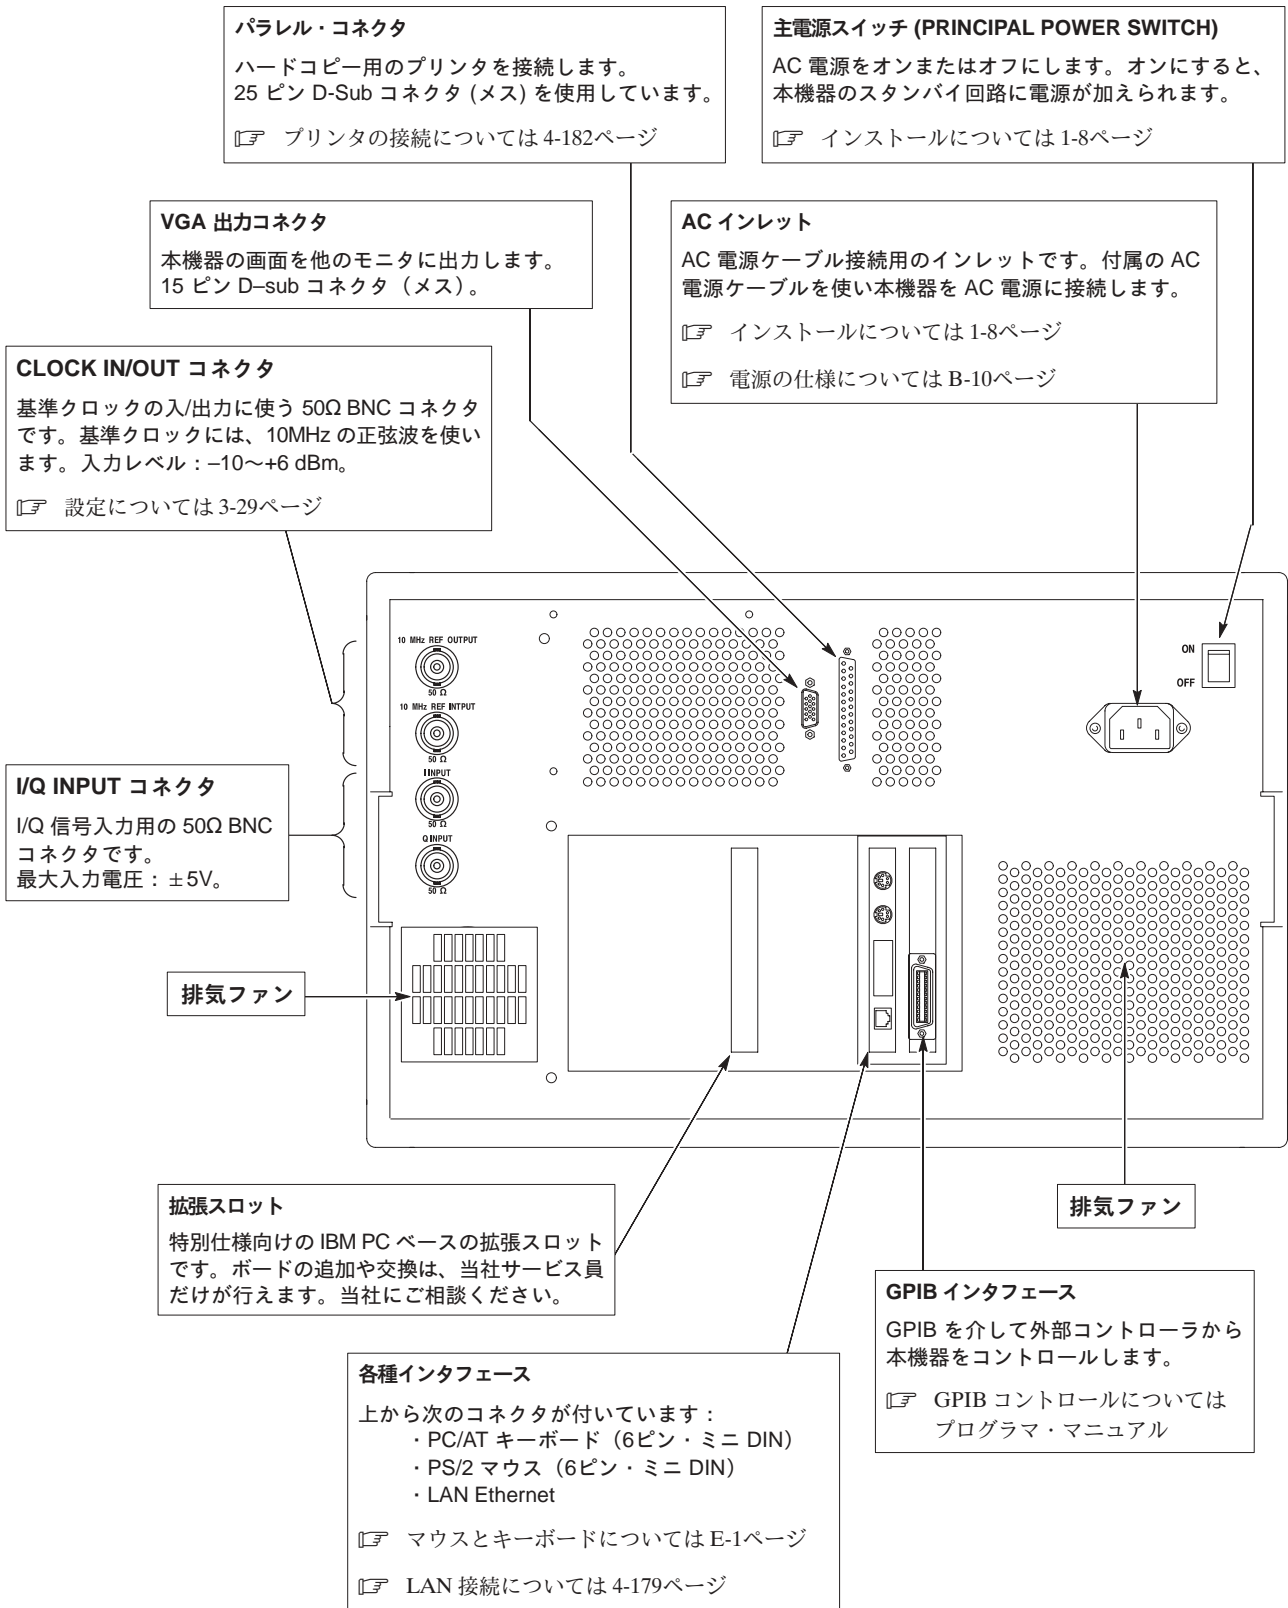 パラレル・コネクタ
ハードコピー用のプリンタを接続します。
25 ピン D-Sub コネクタ (メス) を使用しています。
プリンタの接続については 4-182ページ
主電源スイッチ (PRINCIPAL POWER SWITCH)
AC 電源をオンまたはオフにします。オンにすると、
本機器のスタンバイ回路に電源が加えられます。
インストールについては 1-8ページ
VGA 出力コネクタ
本機器の画面を他のモニタに出力します。
15 ピン D–sub コネクタ（メス）。
AC インレット
AC 電源ケーブル接続用のインレットです。付属の AC
電源ケーブルを使い本機器を AC 電源に接続します。
インストールについては 1-8ページ
電源の仕様については B-10ページ
CLOCK IN/OUT コネクタ
基準クロックの入/出力に使う 50Ω BNC コネクタ
です。基準クロックには、10MHz の正弦波を使い
ます。入力レベル：–10～+6 dBm。
設定については 3-29ページ
10 MHz REF OUTPUT
50 Ω
10 MHz REF INTPUT
50 Ω
I INPUT
50 Ω
Q INPUT
50 Ω
ON
OFF
I/Q INPUT コネクタ
I/Q 信号入力用の 50Ω BNC
コネクタです。
最大入力電圧：±5V。
排気ファン
排気ファン
拡張スロット
特別仕様向けの IBM PC ベースの拡張スロット
です。ボードの追加や交換は、当社サービス員
だけが行えます。当社にご相談ください。
GPIB インタフェース
GPIB を介して外部コントローラから
本機器をコントロールします。
GPIB コントロールについては
プログラマ・マニュアル
各種インタフェース
上から次のコネクタが付いています：
・PC/AT キーボード（6ピン・ミニ DIN）
・PS/2 マウス（6ピン・ミニ DIN）
・LAN Ethernet
マウスとキーボードについては E-1ページ
LAN 接続については 4-179ページ